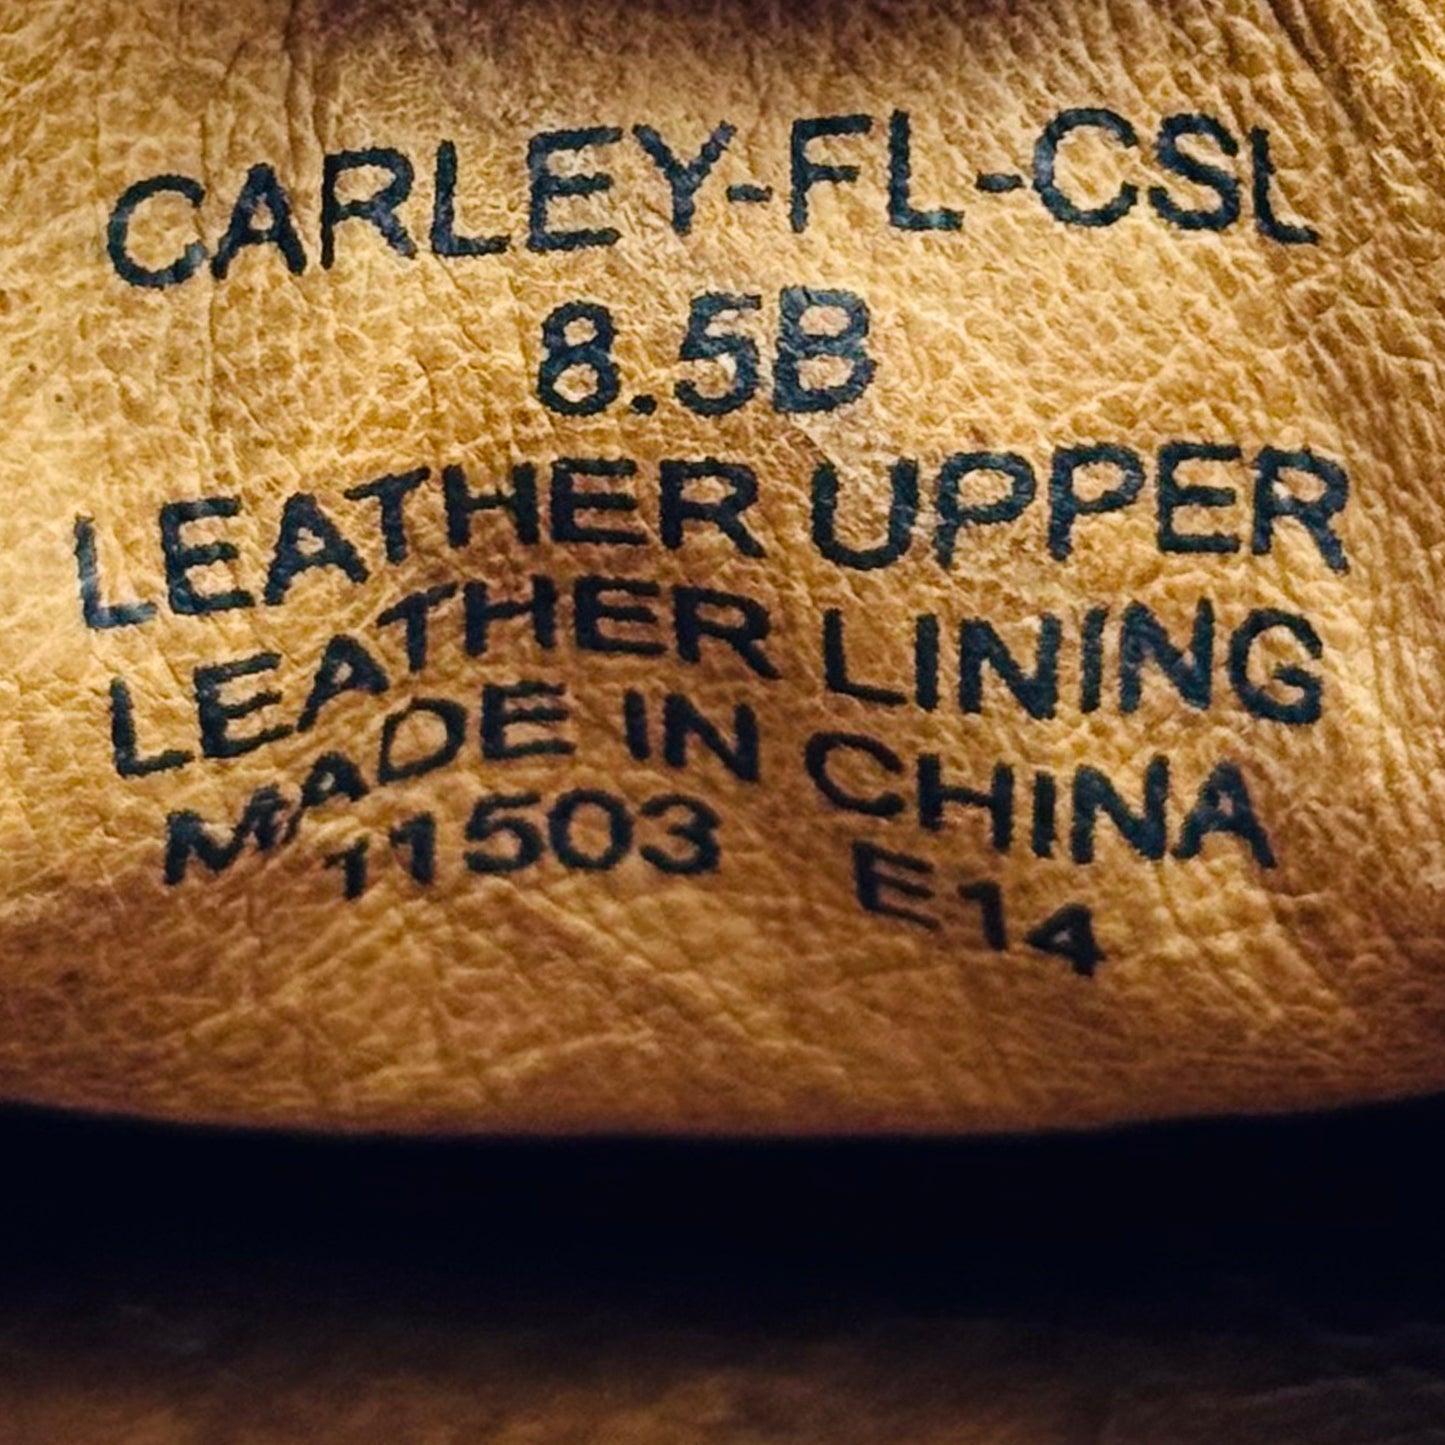 CARLEY-FL-CSL
8.5B
LEATHER UPPER
LEATHER LINING
MADE IN CHINA
11503 E14